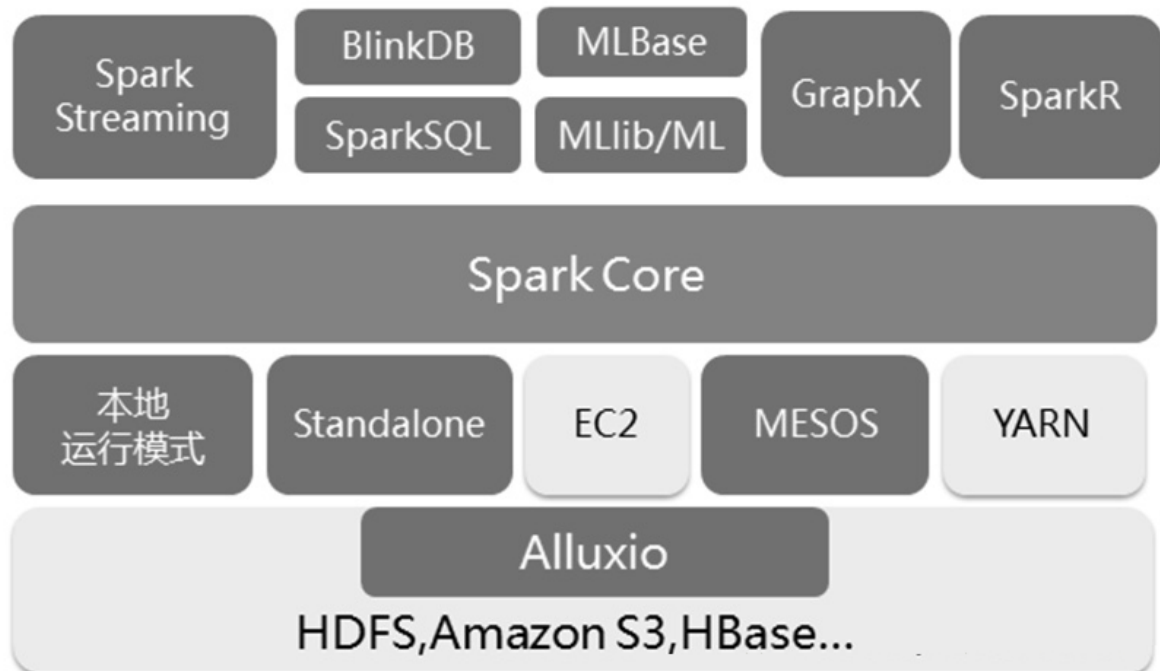 Spark
Streaming
BlinkDB
MLBase
SparkSQL
MLlib/ML
GraphX
SparkR
Spark Core
本地
运行模式
Standalone
EC2
MESOS
YARN
Alluxio
HDFS,Amazon S3,HBase...